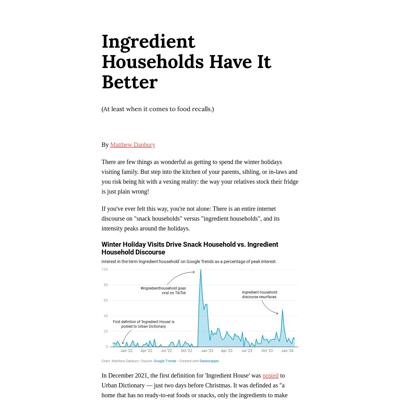 Ingredient
Households Have It
Better
(At least when it comes to food recalls.)
By Matthew Danbury
There are few things as wonderful as getting to spend the winter holidays
visiting family. But step into the kitchen of your parents, sibling, or in-laws and
you risk being hit with a vexing reality: the way your relatives stock their fridge
is just plain wrong!
If you've ever felt this way, you're not alone: There is an entire internet
discourse on "snack households" versus "ingredient households", and its
intensity peaks around the holidays.
Winter Holiday Visits Drive Snack Household vs. Ingredient
Household Discourse
Interest in the term 'ingredient household' on Google Trends as a percentage of peak interest.
100
80
60
40
20
#ingredienthousehold goes
viral on TikTok
Ingredient household
discourse resurfaces
First definition of 'Ingredient House' is
posted to Urban Dictionary
Jan '22 Apr '22 Jul '22 Oct '22 Jan '23 Apr '23 Jul '23 Oct '23 Jan '24
Chart: Matthew Danbury · Source: Google Trends · Created with Datawrapper
In December 2021, the first definition for 'Ingredient House' was posted to
Urban Dictionary — just two days before Christmas. It was definded as "a
home that has no ready-to-eat foods or snacks, only the ingredients to make